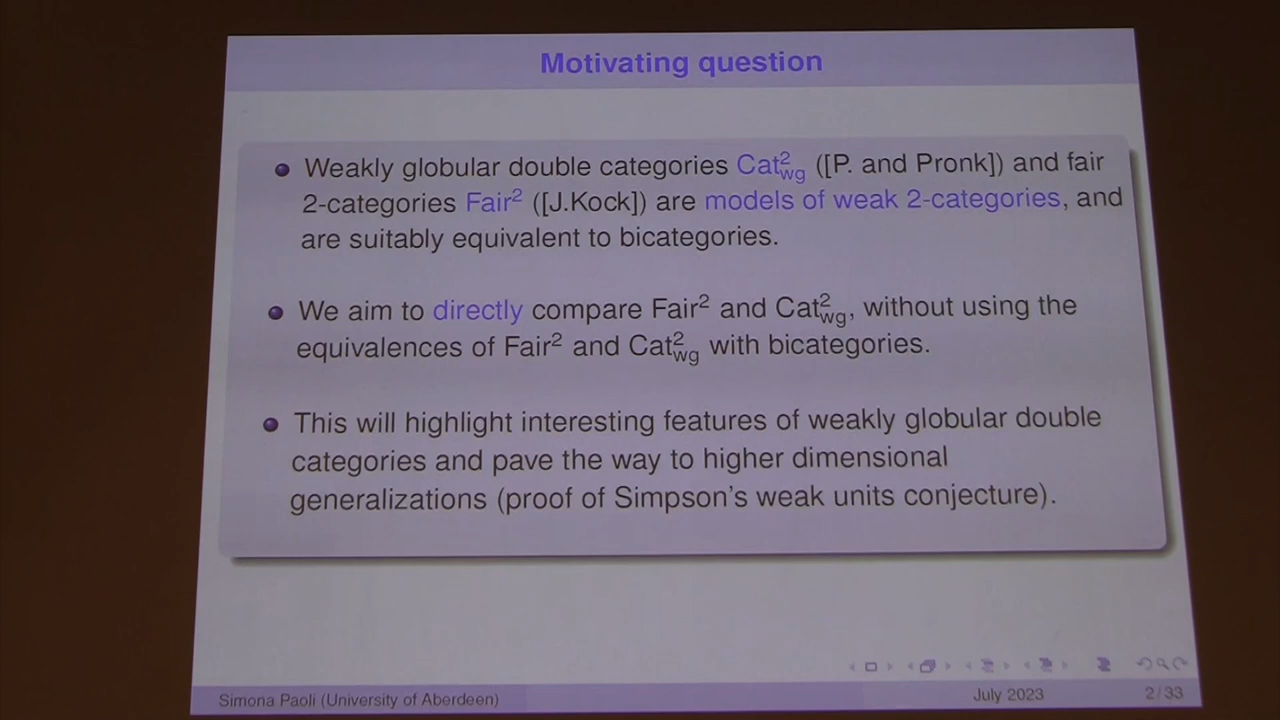 Motivating question
Weakly globular double categories Cat²wg ([P. and Pronk]) and fair
2-categories Fair² ([J.Kock]) are models of weak 2-categories, and
are suitably equivalent to bicategories.
We aim to directly compare Fair² and Cat²wg, without using the
equivalences of Fair² and Cat²wg with bicategories.
This will highlight interesting features of weakly globular double
categories and pave the way to higher dimensional
generalizations (proof of Simpson's weak units conjecture).
Simona Paoli (University of Aberdeen)
July 2023
2/33